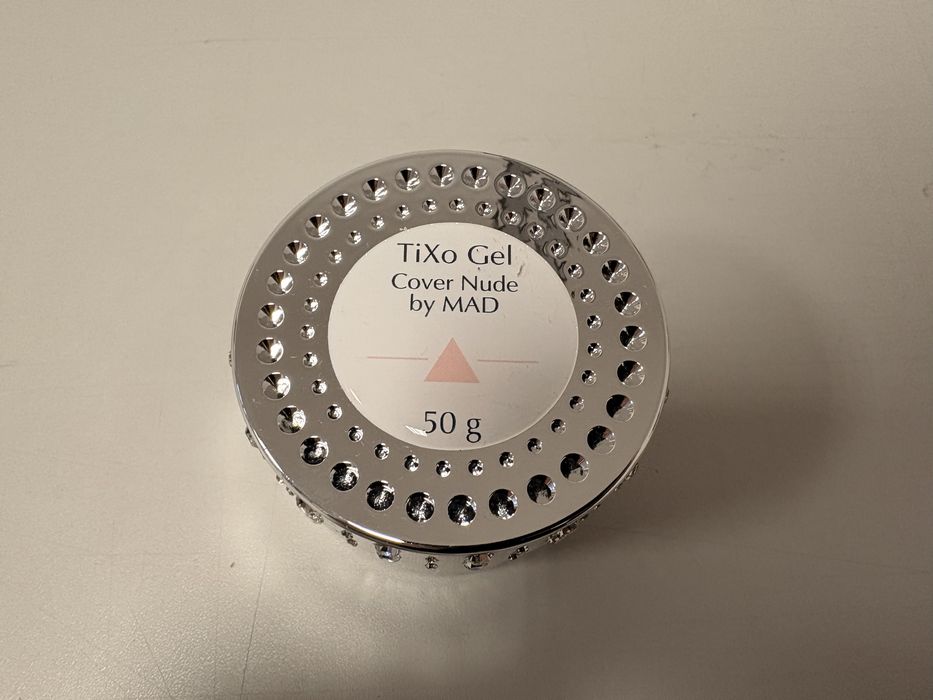 TiXo Gel
Cover Nude
by MAD
50 g